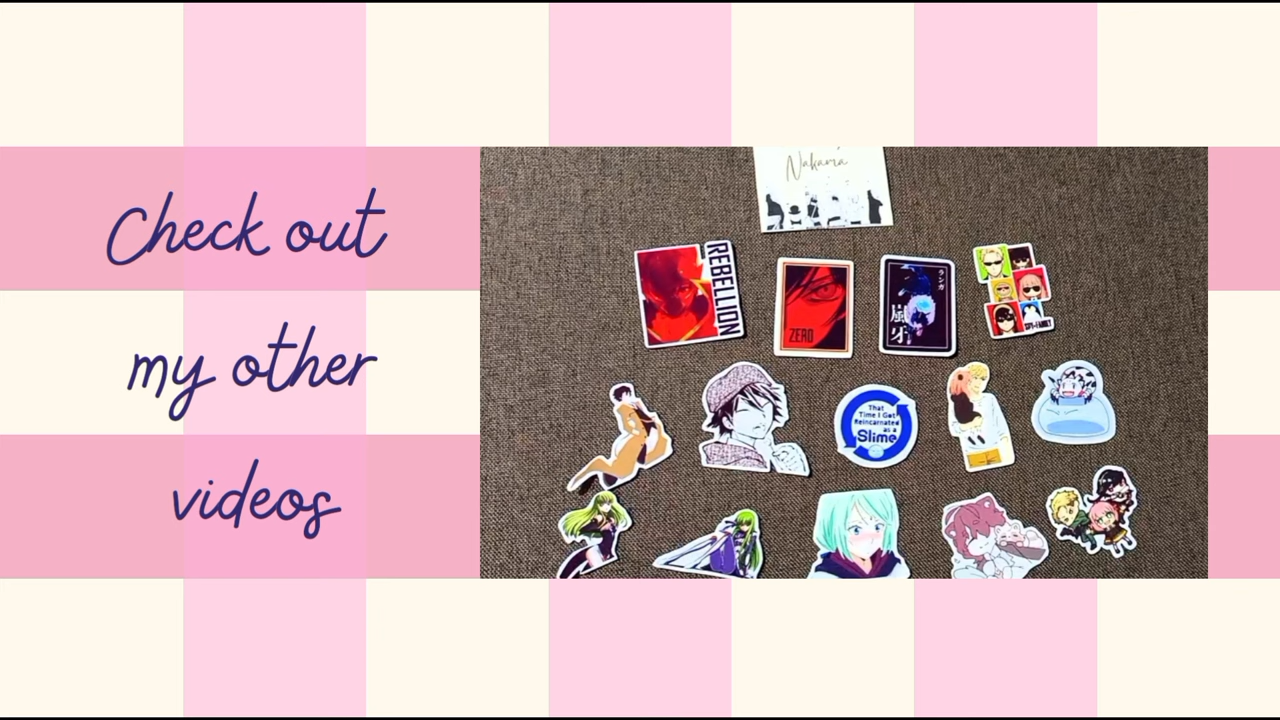 Check out
my other
videos
Nakama
REBELLION
ZERO
ランガ
嵐牙
SPY×FAMILY
That
Time I Got
Reincarnated
as a
Slime